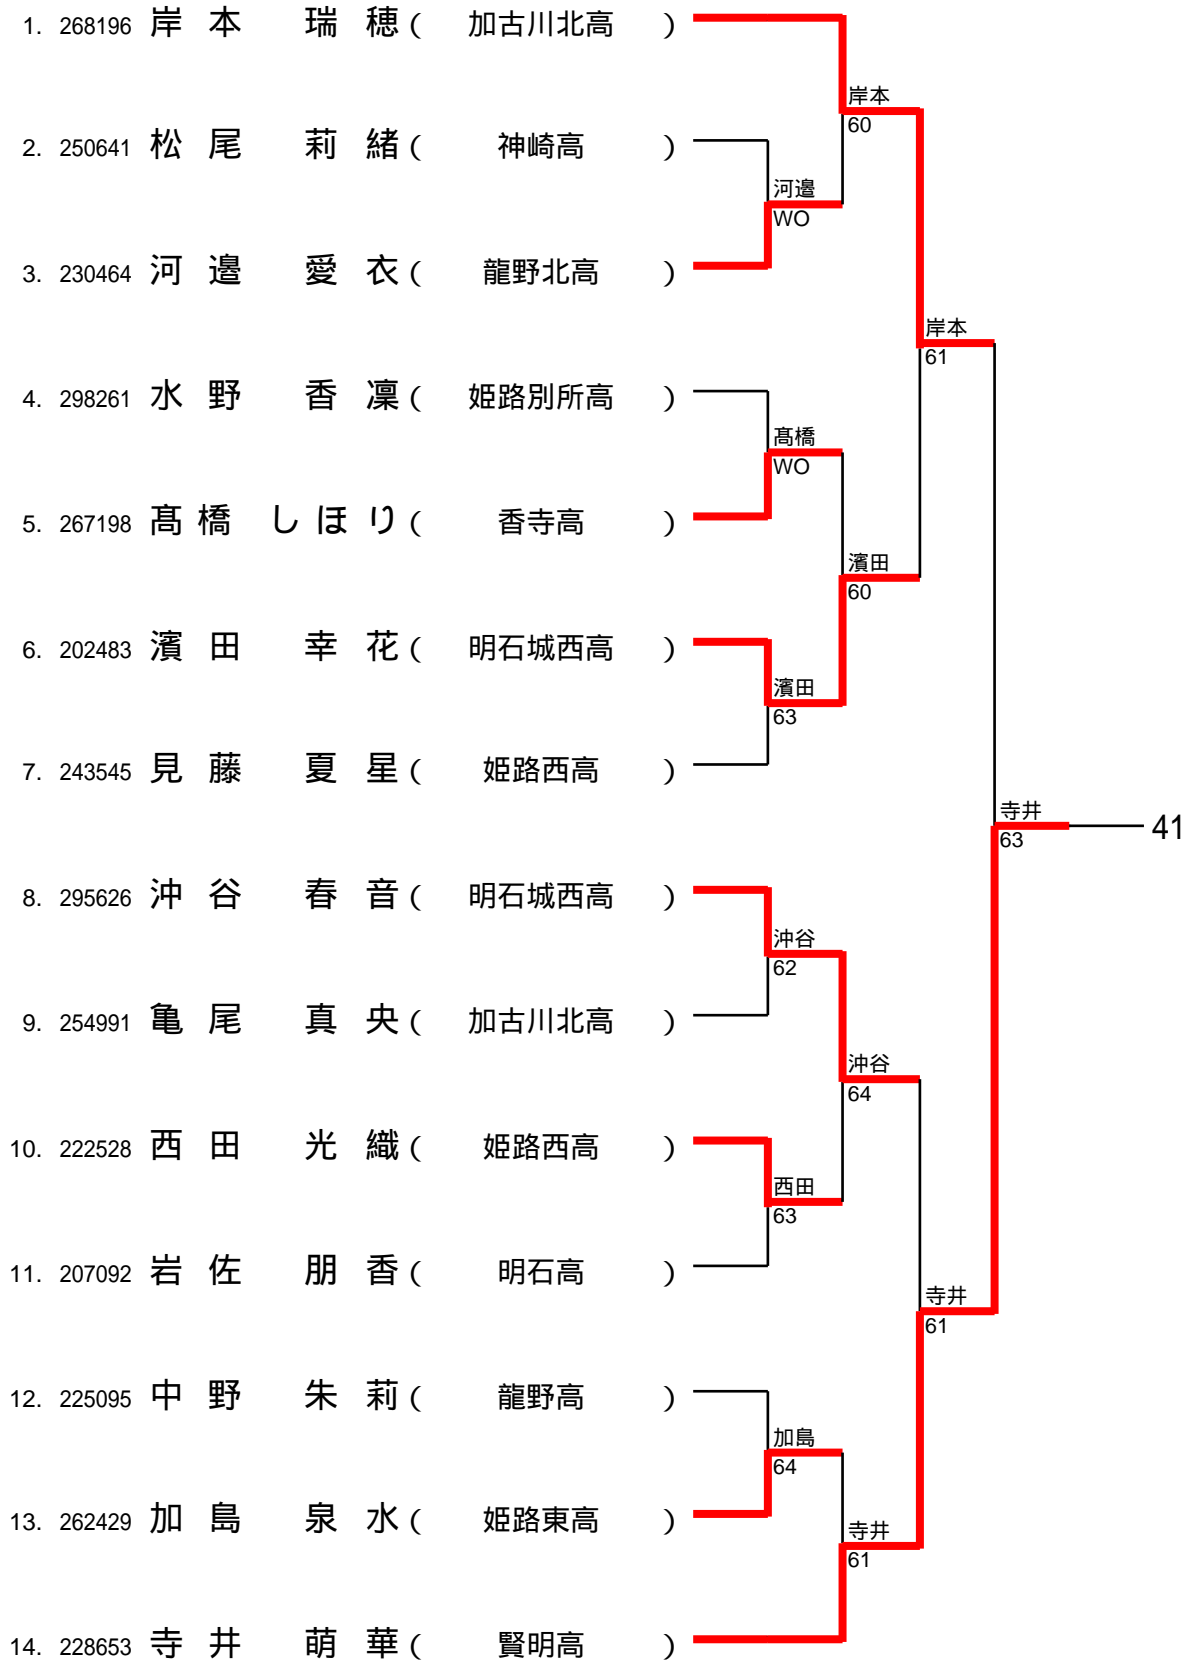 1. 268196 岸本 瑞穂 ( 加古川北高 )
岸本
60
2. 250641 松尾 莉緒 ( 神崎高 )
河邉
WO
3. 230464 河邉 愛衣 ( 龍野北高 )
岸本
61
4. 298261 水野 香凜 ( 姫路別所高 )
髙橋
WO
5. 267198 髙橋 しほり ( 香寺高 )
濱田
60
6. 202483 濱田 幸花 ( 明石城西高 )
濱田
63
7. 243545 見藤 夏星 ( 姫路西高 )
寺井
63
41
8. 295626 沖谷 春音 ( 明石城西高 )
沖谷
62
9. 254991 亀尾 真央 ( 加古川北高 )
沖谷
64
10. 222528 西田 光織 ( 姫路西高 )
西田
63
11. 207092 岩佐 朋香 ( 明石高 )
寺井
61
12. 225095 中野 朱莉 ( 龍野高 )
加島
64
13. 262429 加島 泉水 ( 姫路東高 )
寺井
61
14. 228653 寺井 萌華 ( 賢明高 )